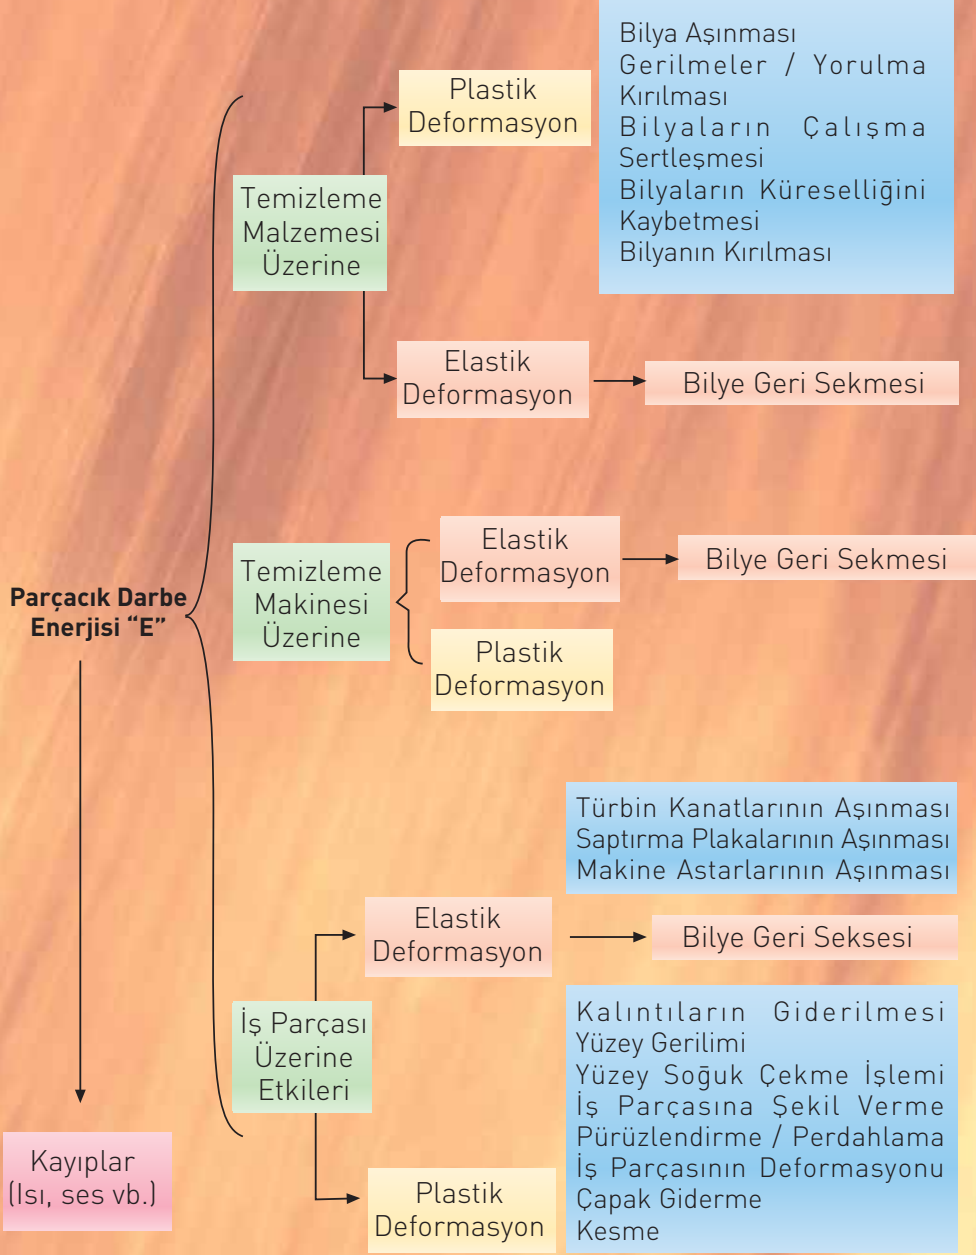 Bilya Aşınması
Gerilmeler / Yorulma
Kırılması
Bilyaların Çalışma
Sertleşmesi
Bilyaların Küreselliğini
Kaybetmesi
Bilyanın Kırılması
Plastik
Deformasyon
Temizleme
Malzemesi
Üzerine
Elastik
Deformasyon
Bilye Geri Sekmesi
Parçacık Darbe
Enerjisi “E”
Temizleme
Makinesi
Üzerine
Elastik
Deformasyon
Bilye Geri Sekmesi
Plastik
Deformasyon
Türbin Kanatlarının Aşınması
Saptırma Plakalarının Aşınması
Makine Astarlarının Aşınması
Elastik
Deformasyon
Bilye Geri Seksesi
İş Parçası
Üzerine
Etkileri
Kalıntıların Giderilmesi
Yüzey Gerilimi
Yüzey Soğuk Çekme İşlemi
İş Parçasına Şekil Verme
Pürüzlendirme / Perdahlama
İş Parçasının Deformasyonu
Çapak Giderme
Kesme
Plastik
Deformasyon
Kayıplar
(Isı, ses vb.)